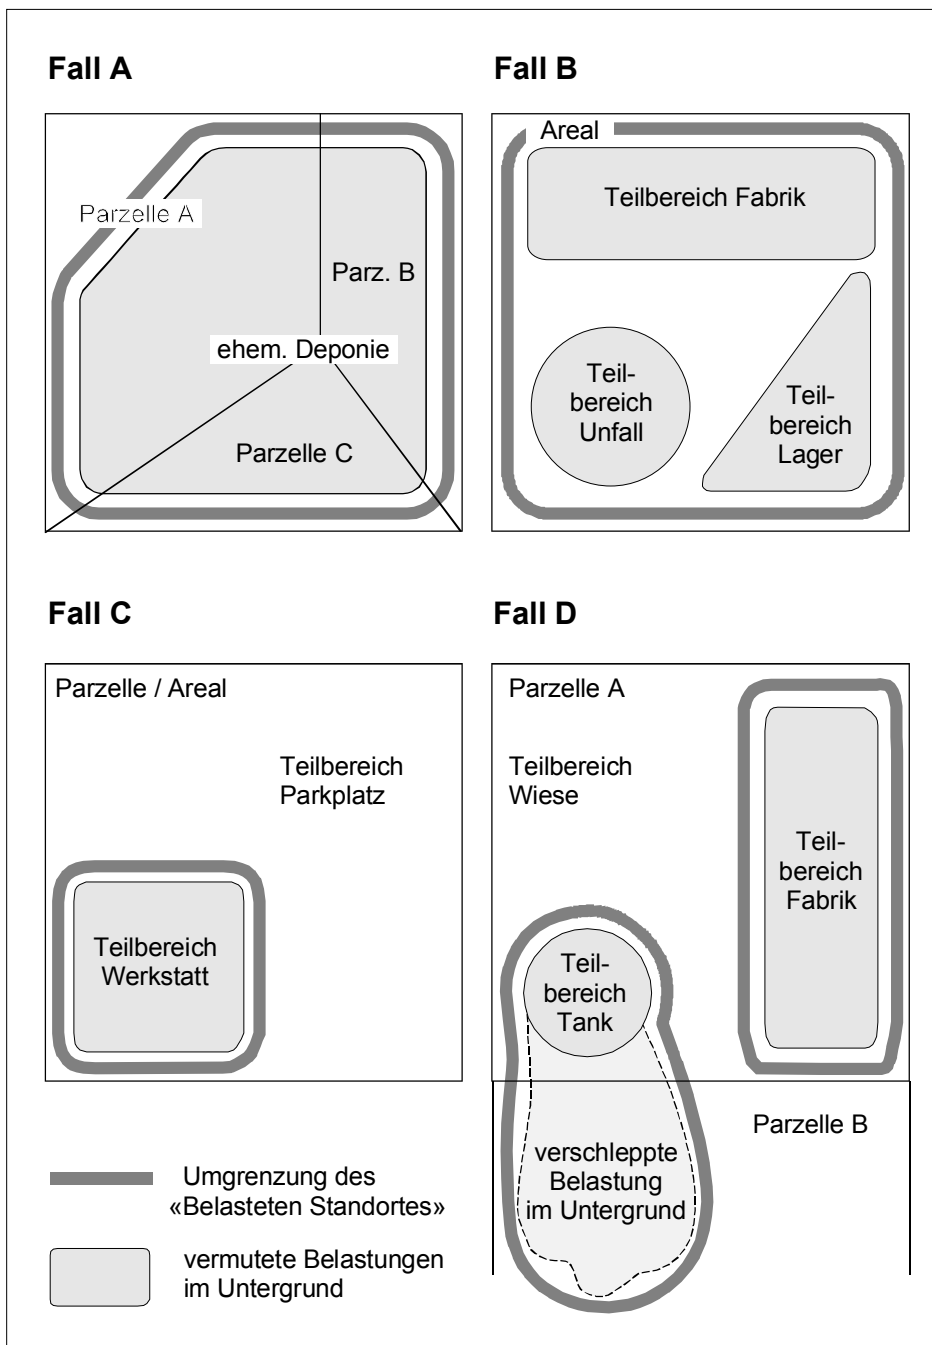 Fall A
Parzelle A
Parz. B
ehem. Deponie
Parzelle C
Fall B
Areal
Teilbereich Fabrik
Teil-
bereich
Unfall
Teil-
bereich
Lager
Fall C
Parzelle / Areal
Teilbereich
Parkplatz
Teilbereich
Werkstatt
Fall D
Parzelle A
Teilbereich
Wiese
Teil-
bereich
Fabrik
Teil-
bereich
Tank
Parzelle B
verschleppte
Belastung
im Untergrund
Umgrenzung des
«Belasteten Standortes»
vermutete Belastungen
im Untergrund